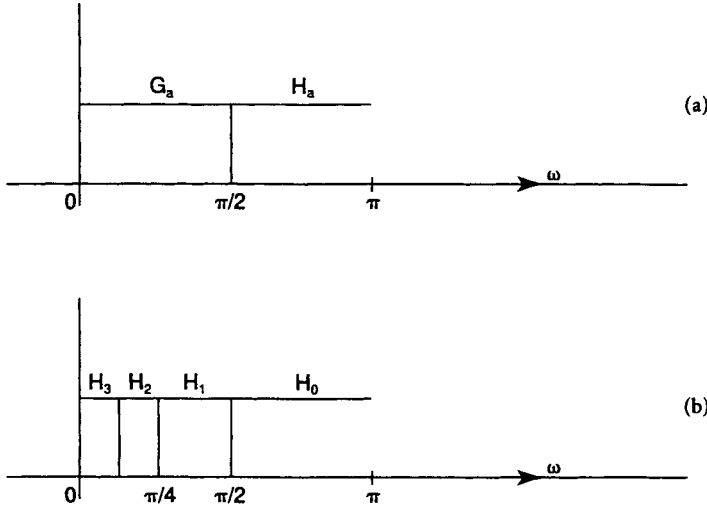 Gₐ Hₐ
(a)
ω
0 π/2 π
H₃ H₂ H₁ H₀
(b)
ω
0 π/4 π/2 π